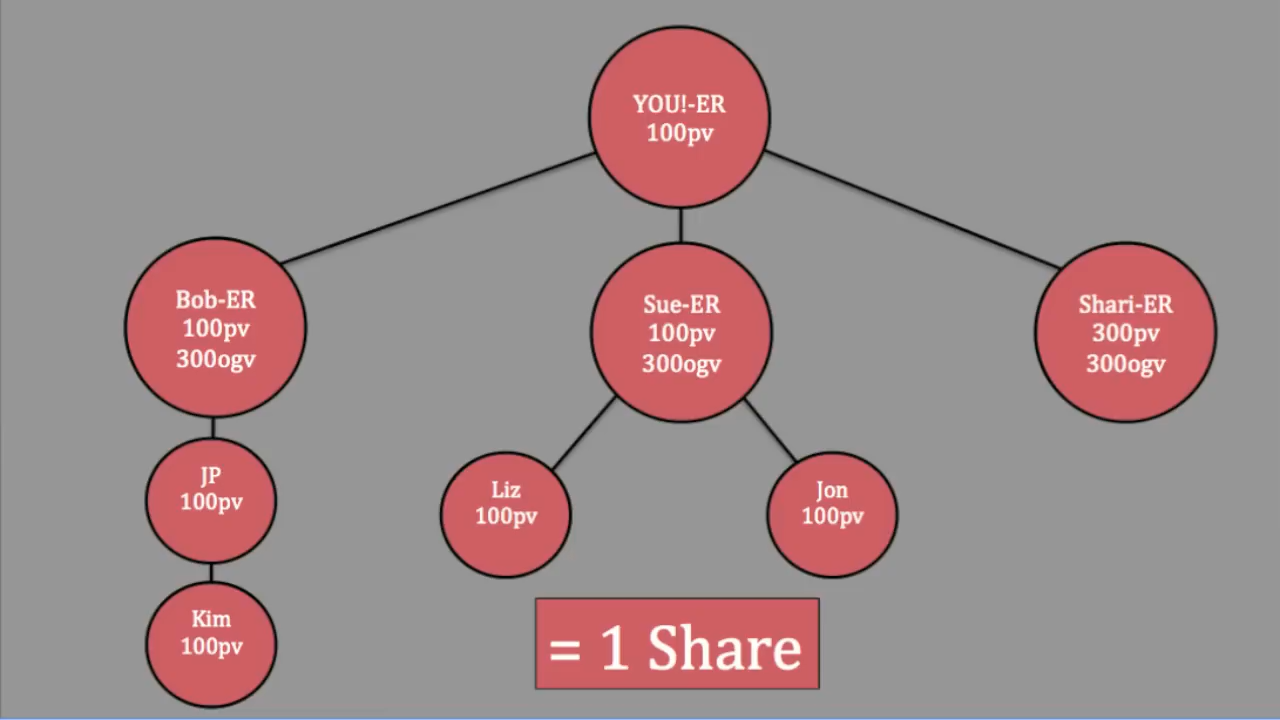 YOU!-ER
100pv
Bob-ER
100pv
300ogv
Sue-ER
100pv
300ogv
Shari-ER
300pv
300ogv
JP
100pv
Liz
100pv
Jon
100pv
Kim
100pv
= 1 Share